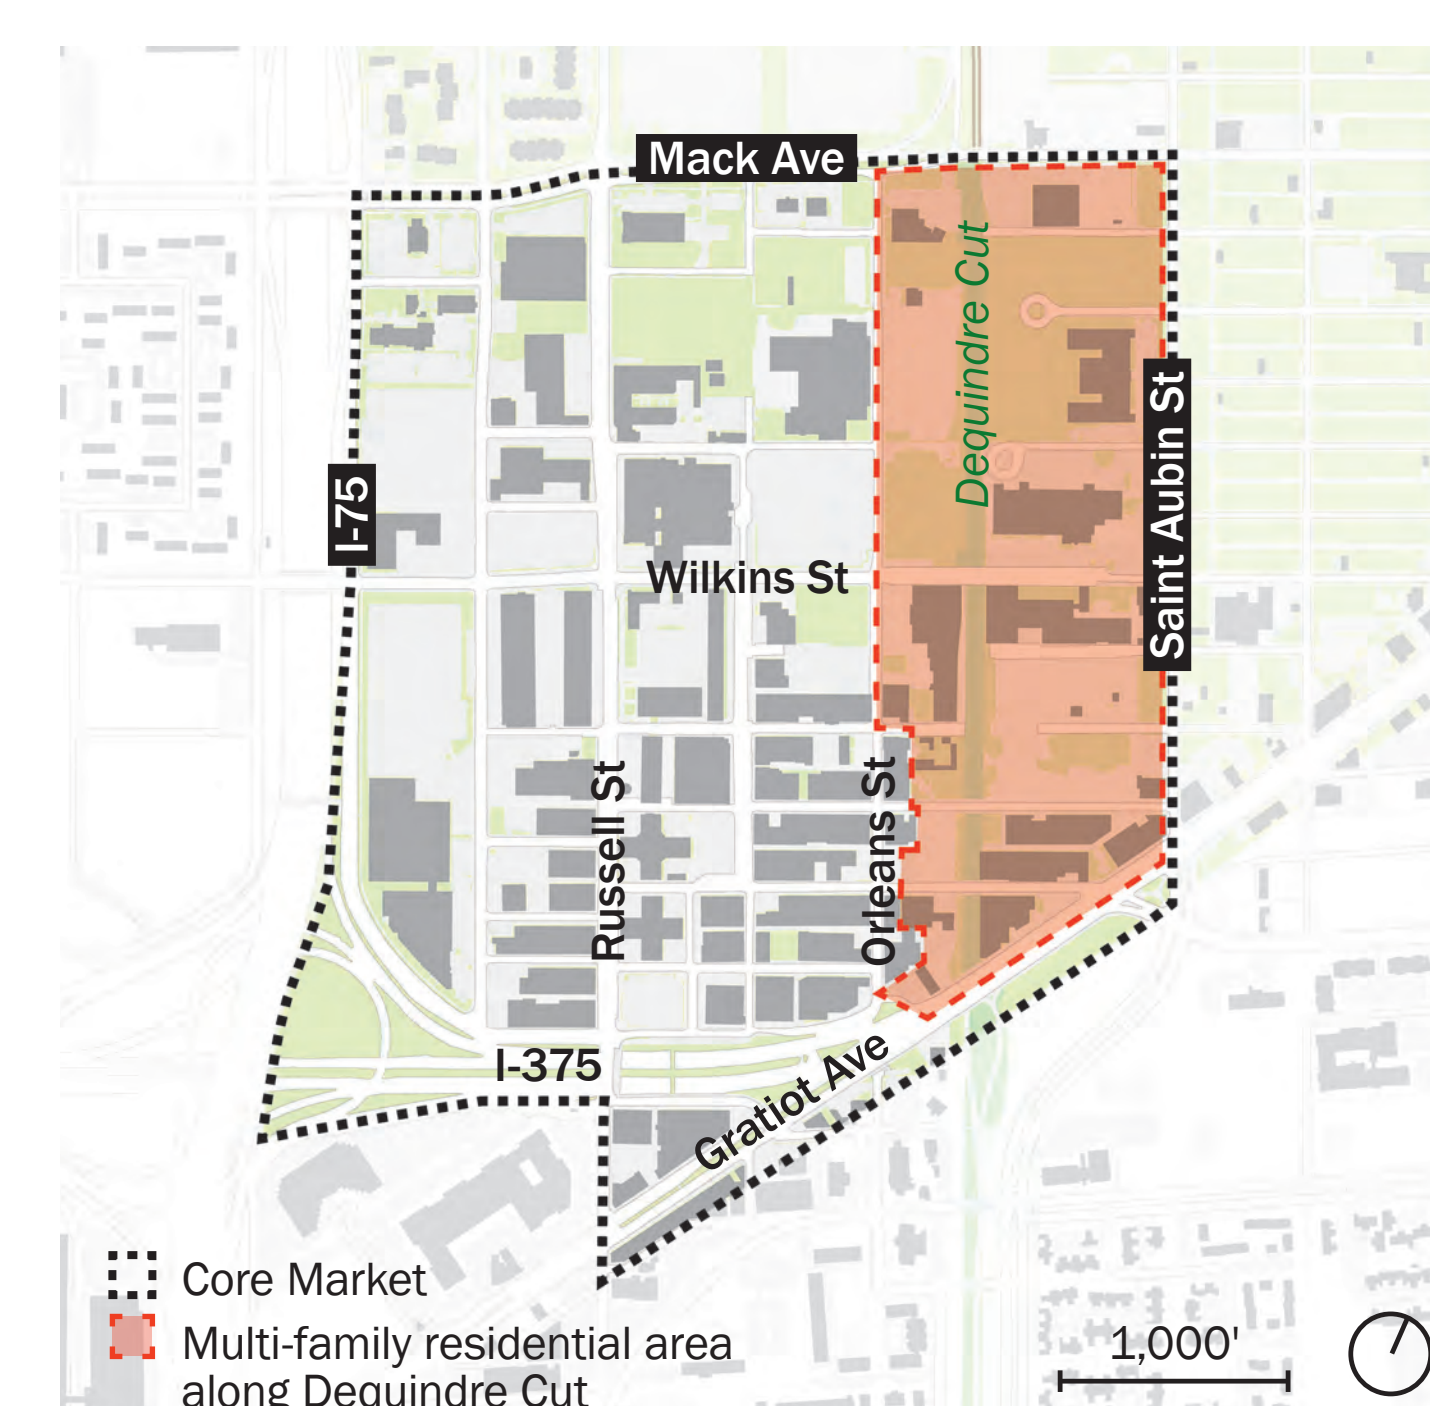 Mack Ave
Dequindre Cut
Saint Aubin St
I-75
Wilkins St
Russell St
Orleans St
I-375
Gratiot Ave
Core Market
Multi-family residential area
along Dequindre Cut
1,000'